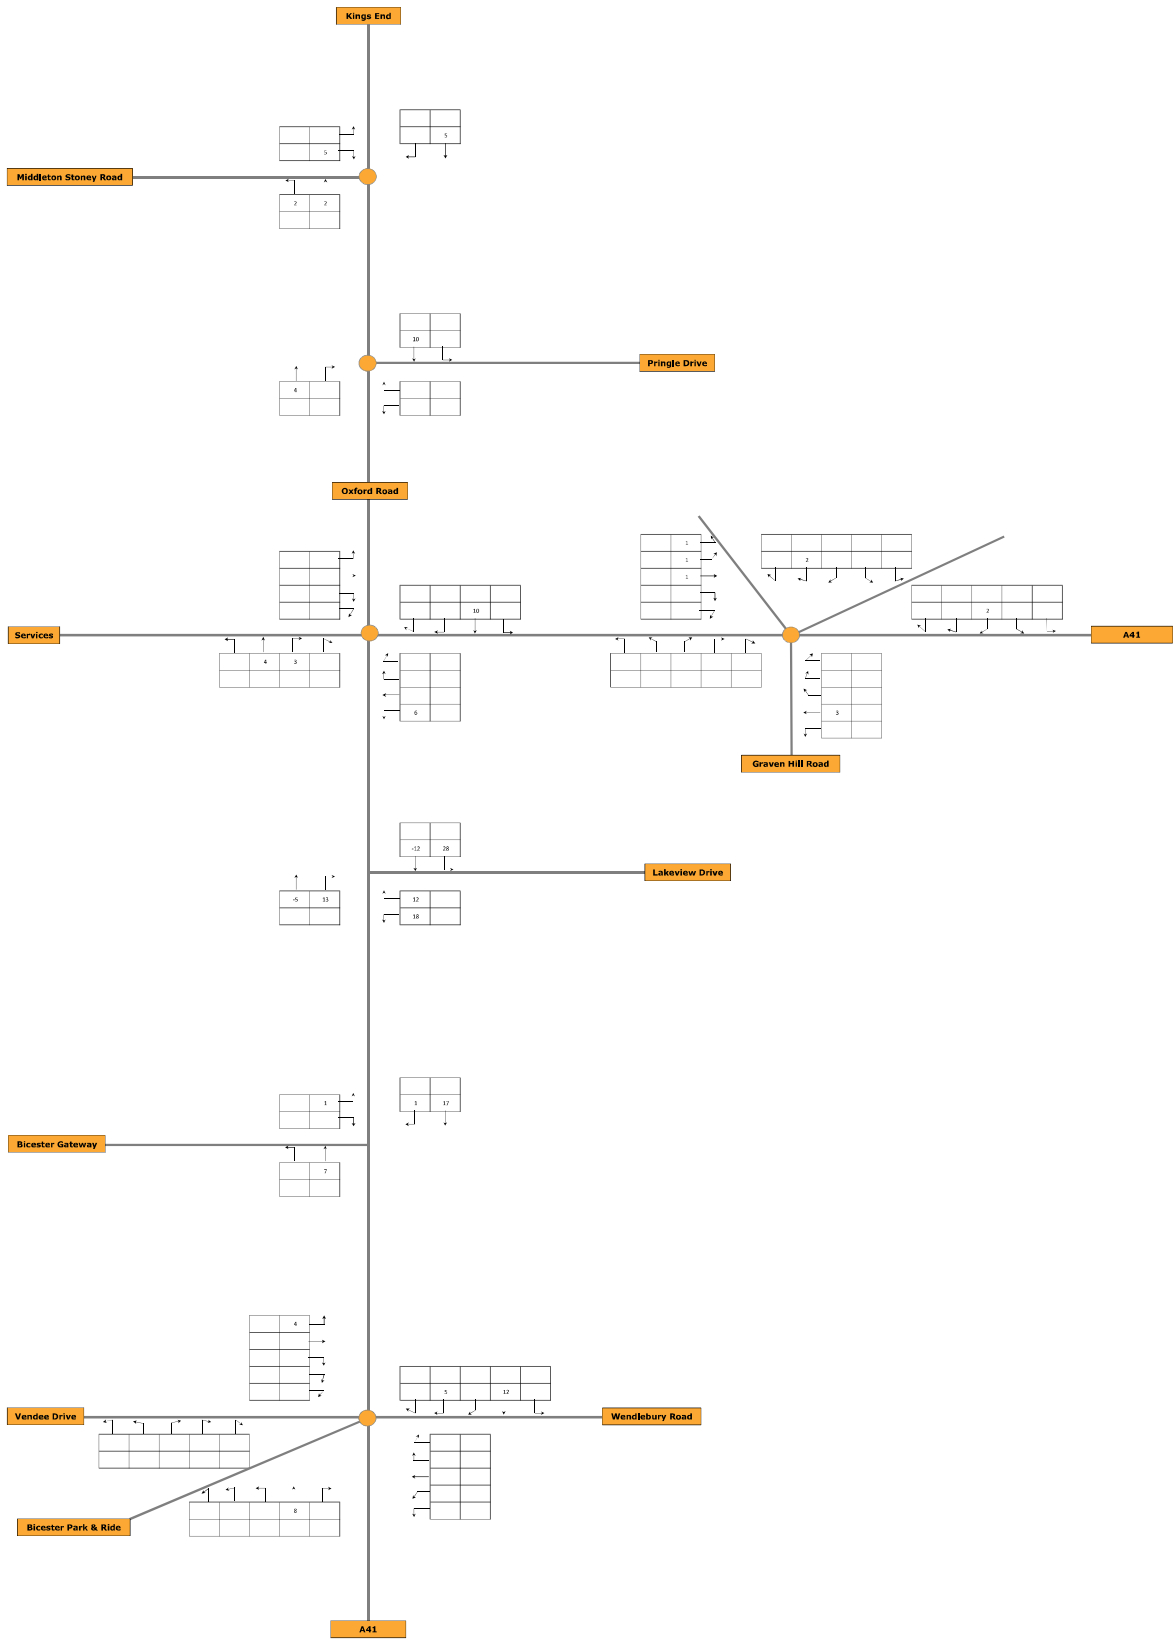 Kings End
5
5
Middleton Stoney Road
2 2
10
Pringle Drive
4
Oxford Road
1
1 2
1
10 2
Services
A41
4 3
6 3
Graven Hill Road
-12 28
Lakeview Drive
-5 13 12
18
1 1 17
Bicester Gateway
7
4
5 12
Vendee Drive
Wendlebury Road
8
Bicester Park & Ride
A41